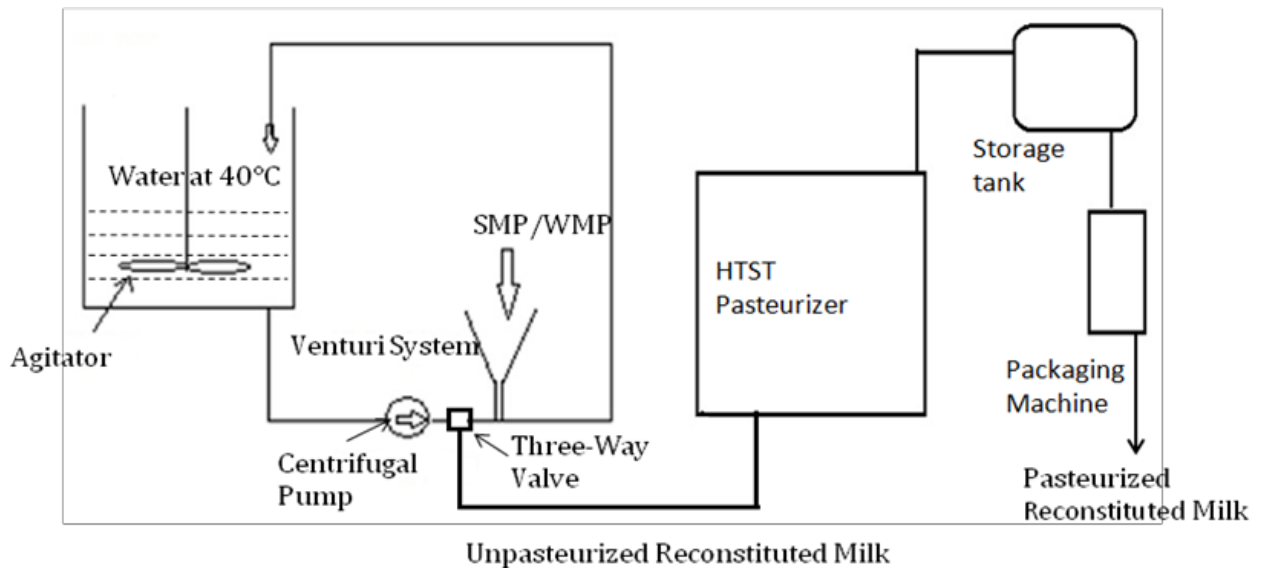 Water at 40°C
Agitator
SMP/WMP
Venturi System
Centrifugal
Pump
Three-Way
Valve
HTST
Pasteurizer
Storage
tank
Packaging
Machine
Pasteurized
Reconstituted Milk
Unpasteurized Reconstituted Milk